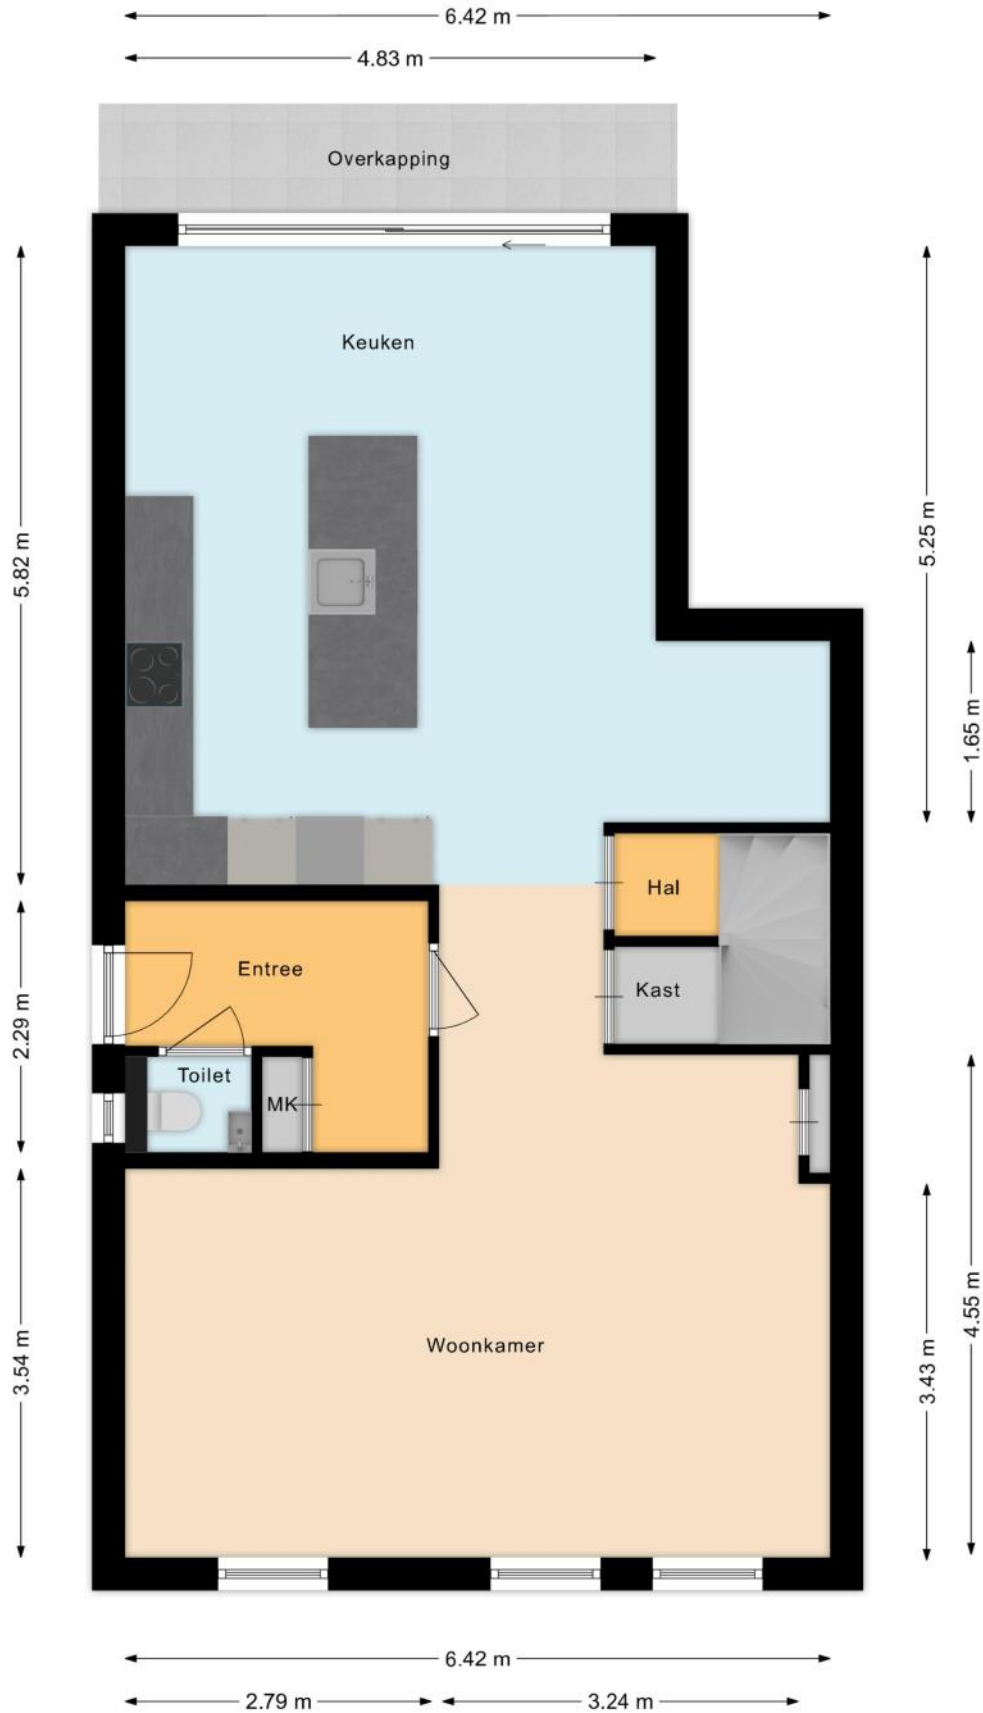 6.42 m
4.83 m
Overkapping
Keuken
5.82 m
5.25 m
1.65 m
Hal
Entree
Kast
2.29 m
Toilet
MK
Woonkamer
3.54 m
3.43 m
4.55 m
6.42 m
2.79 m
3.24 m